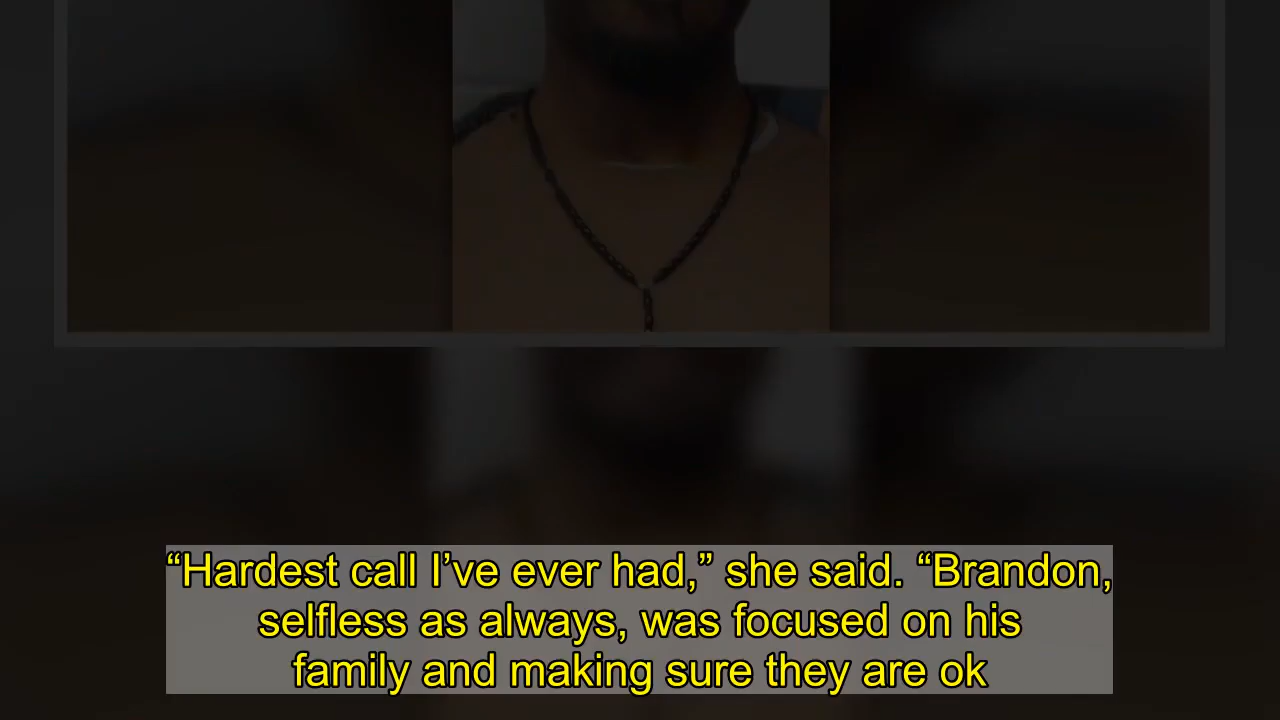 “Hardest call I’ve ever had,” she said. “Brandon,
selfless as always, was focused on his
family and making sure they are ok